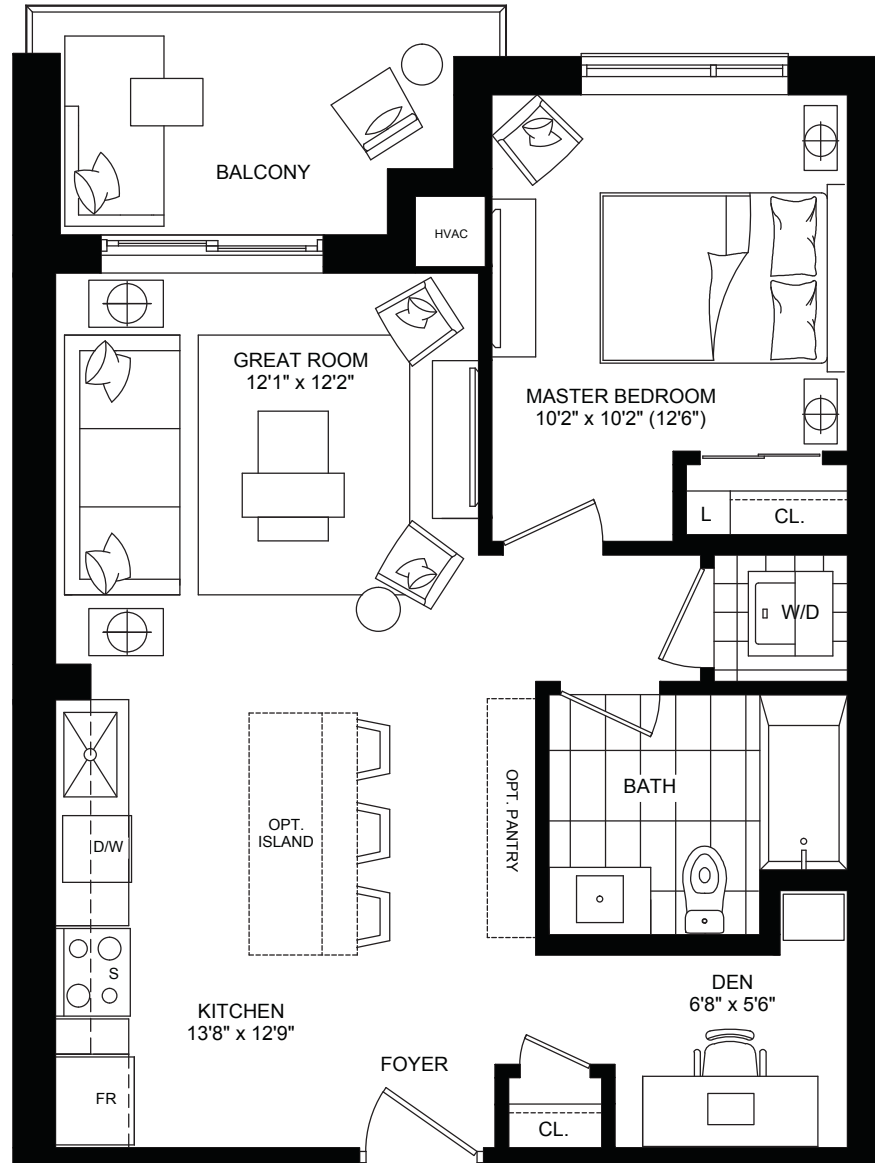 BALCONY
HVAC
GREAT ROOM
12'1" x 12'2"
MASTER BEDROOM
10'2" x 10'2" (12'6")
L
CL.
W/D
BATH
OPT. PANTRY
OPT.
ISLAND
D/W
S
KITCHEN
13'8" x 12'9"
DEN
6'8" x 5'6"
FOYER
FR
CL.